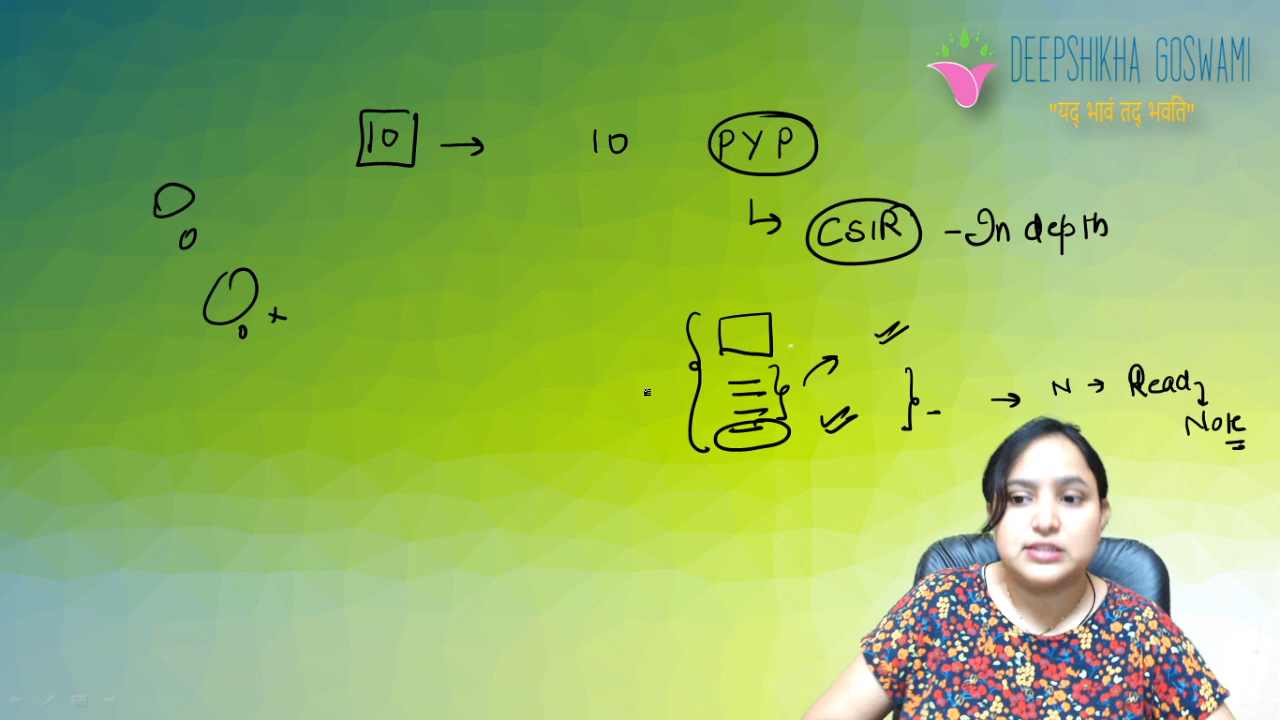 DEEPSHIKHA GOSWAMI
"यद् भावं तद् भवति"
10 → 10 PYP
↳ CSIR - In depth
→ N → Read
Note